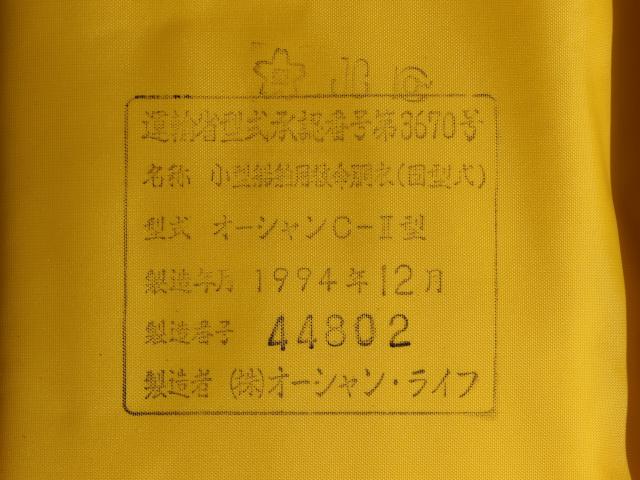 JG
運輸省型式承認番号第3670号
名称 小型船舶用救命胴衣(固型式)
型式 オーシャンC-II型
製造年月 1994年12月
製造番号 44802
製造者 (株)オーシャン・ライフ